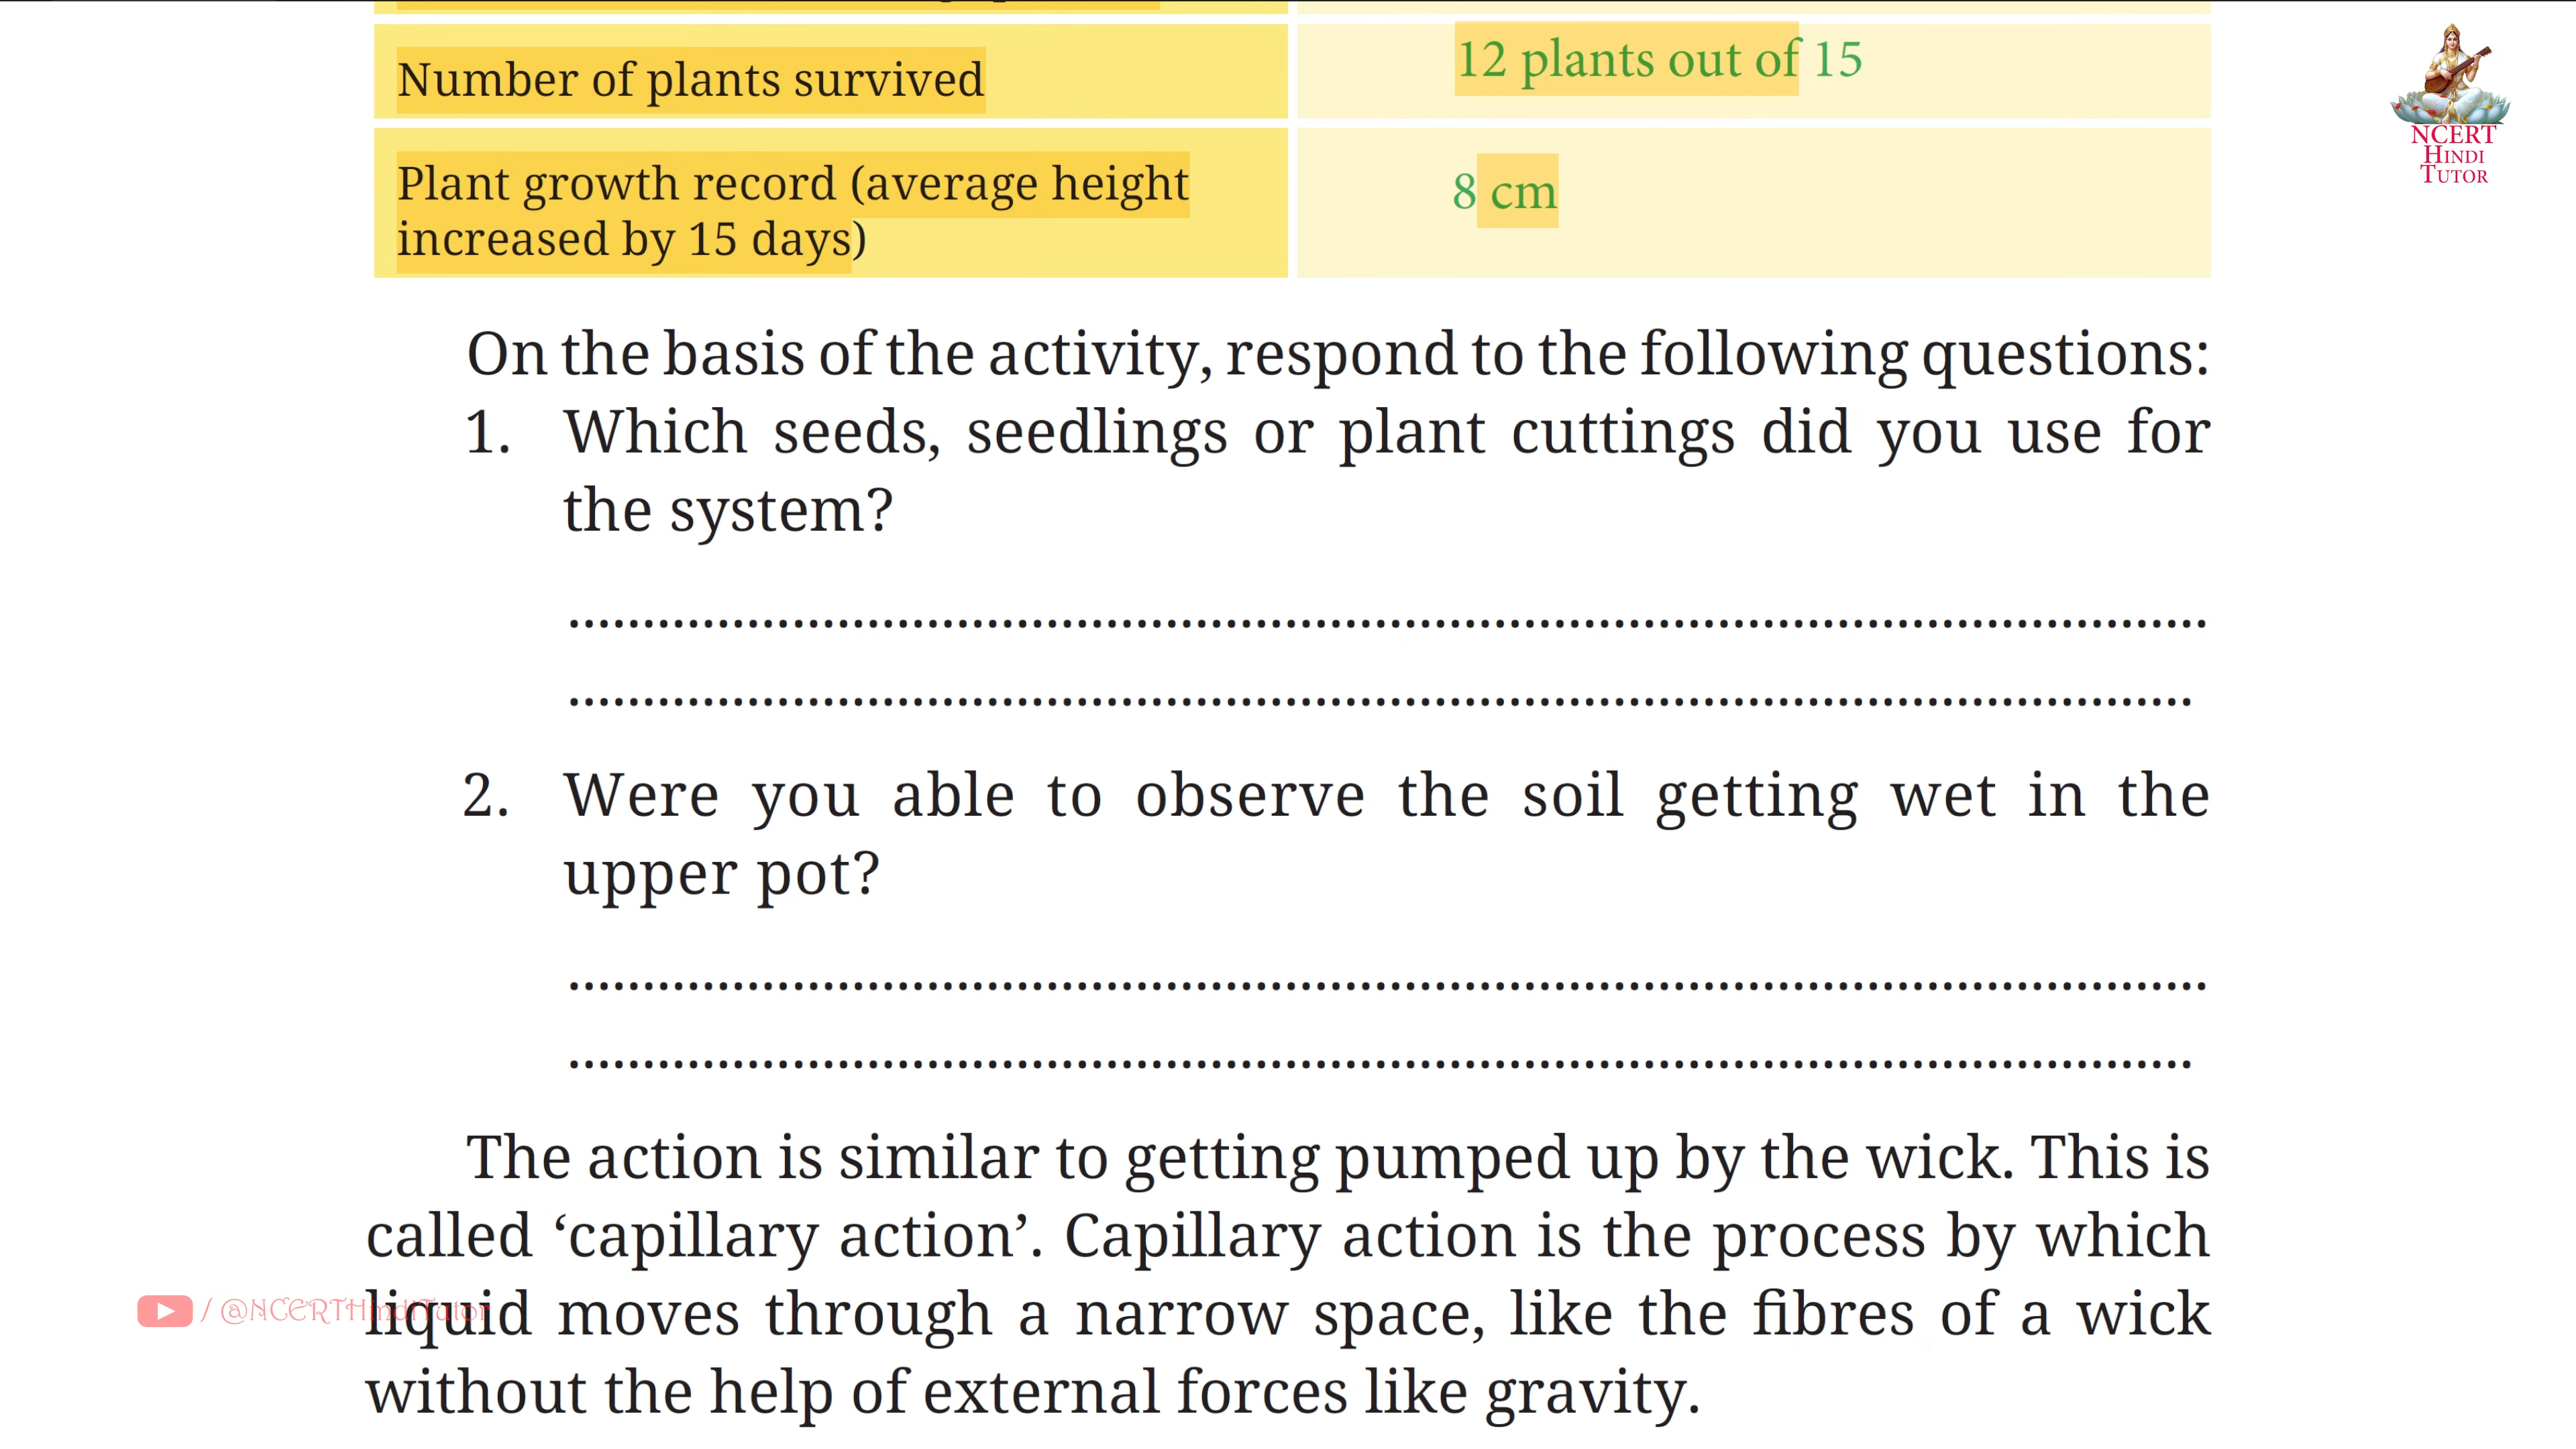 Number of plants survived
12 plants out of 15
Plant growth record (average height
increased by 15 days)
8 cm
NCERT
HINDI
TUTOR
On the basis of the activity, respond to the following questions:
1. Which seeds, seedlings or plant cuttings did you use for
the system?
2. Were you able to observe the soil getting wet in the
upper pot?
The action is similar to getting pumped up by the wick. This is
called ‘capillary action’. Capillary action is the process by which
liquid moves through a narrow space, like the fibres of a wick
/ @NCERTHindiTutor
without the help of external forces like gravity.